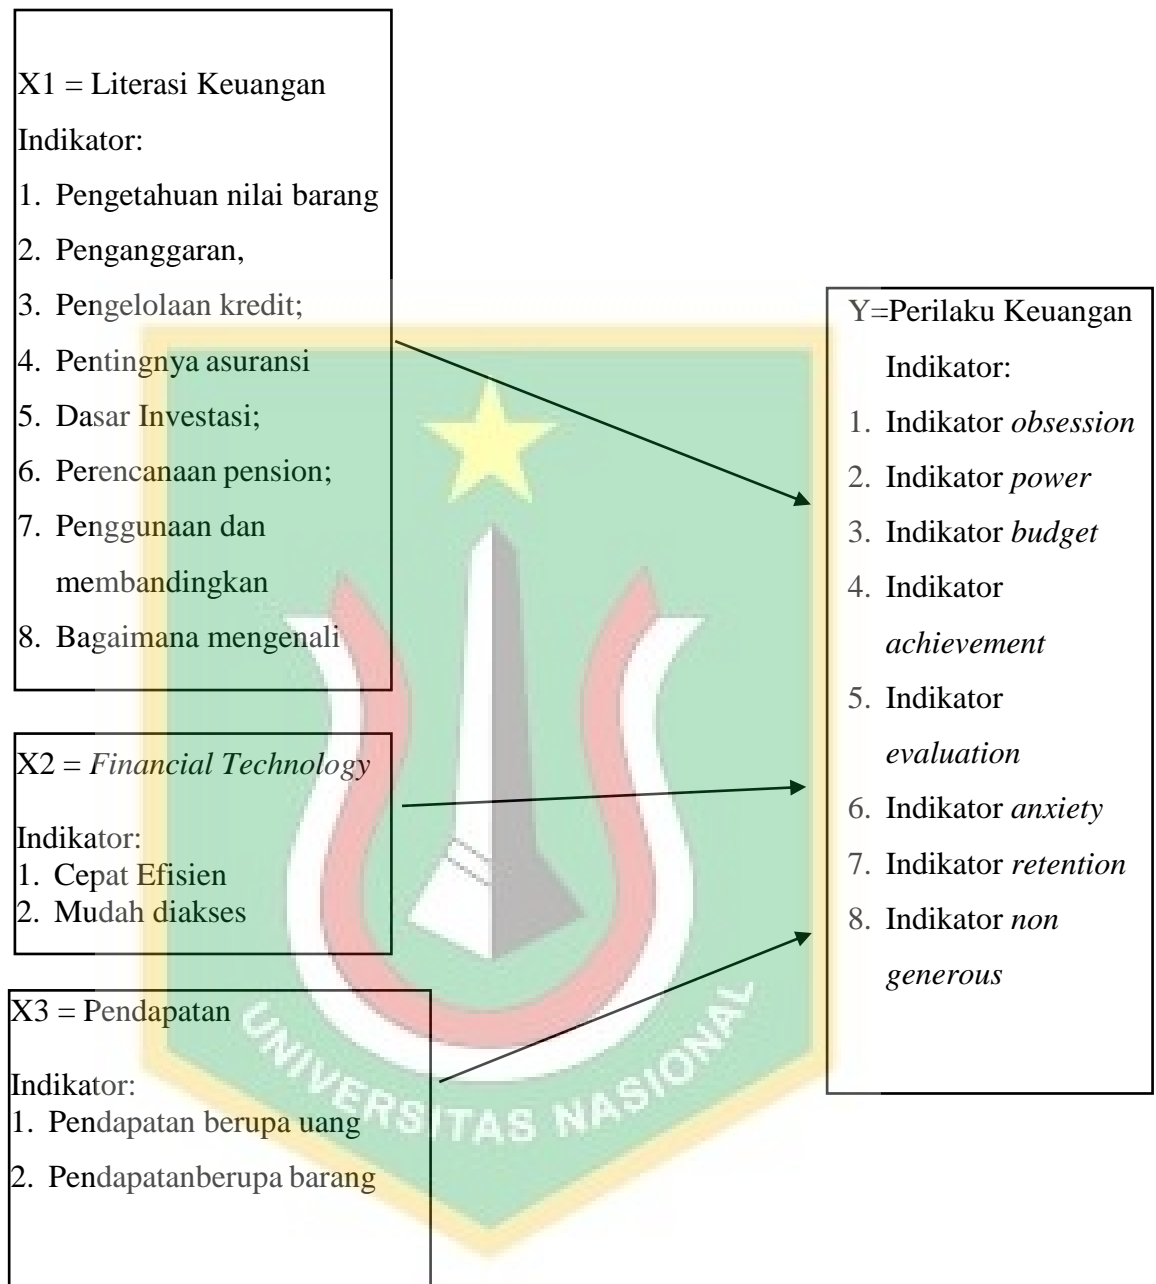 X1 = Literasi Keuangan
Indikator:
1. Pengetahuan nilai barang
2. Penganggaran,
3. Pengelolaan kredit;
4. Pentingnya asuransi
5. Dasar Investasi;
6. Perencanaan pension;
7. Penggunaan dan
membandingkan
8. Bagaimana mengenali
X2 = Financial Technology
Indikator:
1. Cepat Efisien
2. Mudah diakses
X3 = Pendapatan
Indikator:
1. Pendapatan berupa uang
2. Pendapatanberupa barang
Y=Perilaku Keuangan
Indikator:
1. Indikator obsession
2. Indikator power
3. Indikator budget
4. Indikator
achievement
5. Indikator
evaluation
6. Indikator anxiety
7. Indikator retention
8. Indikator non
generous
UNIVERSITAS NASIONAL